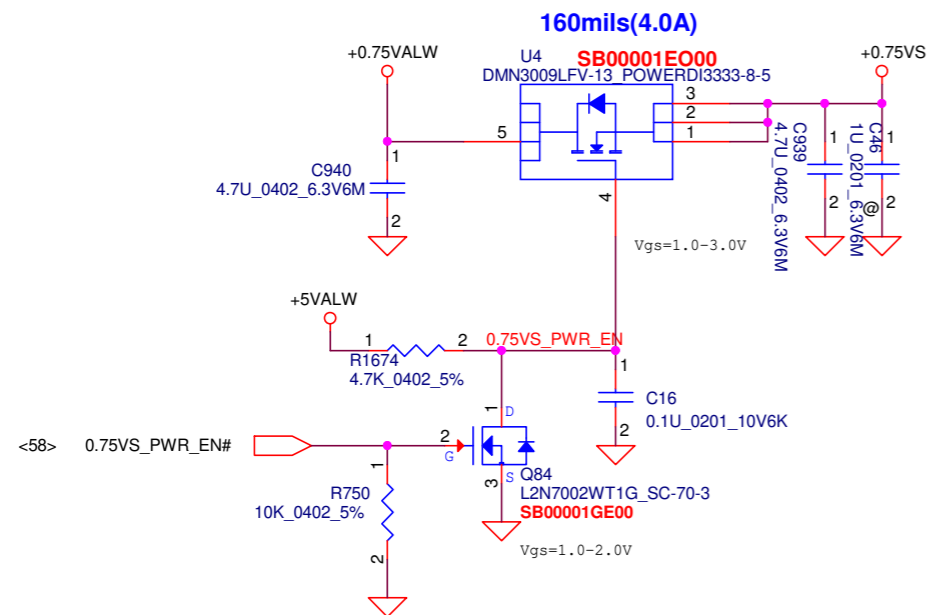 160mils(4.0A)
+0.75VALW
U4
SB00001EO00
+0.75VS
DMN3009LFV-13_POWERDI3333-8-5
5
3
2
1
4
1
C940
4.7U_0402_6.3V6M
2
1
C939
4.7U_0402_6.3V6M
2
1
C46
1U_0201_6.3V6M
2
@
Vgs=1.0-3.0V
+5VALW
1
2
0.75VS_PWR_EN
R1674
4.7K_0402_5%
1
C16
0.1U_0201_10V6K
2
<58>
0.75VS_PWR_EN#
1
D
2
G
3
S
Q84
L2N7002WT1G_SC-70-3
SB00001GE00
1
R750
10K_0402_5%
2
Vgs=1.0-2.0V